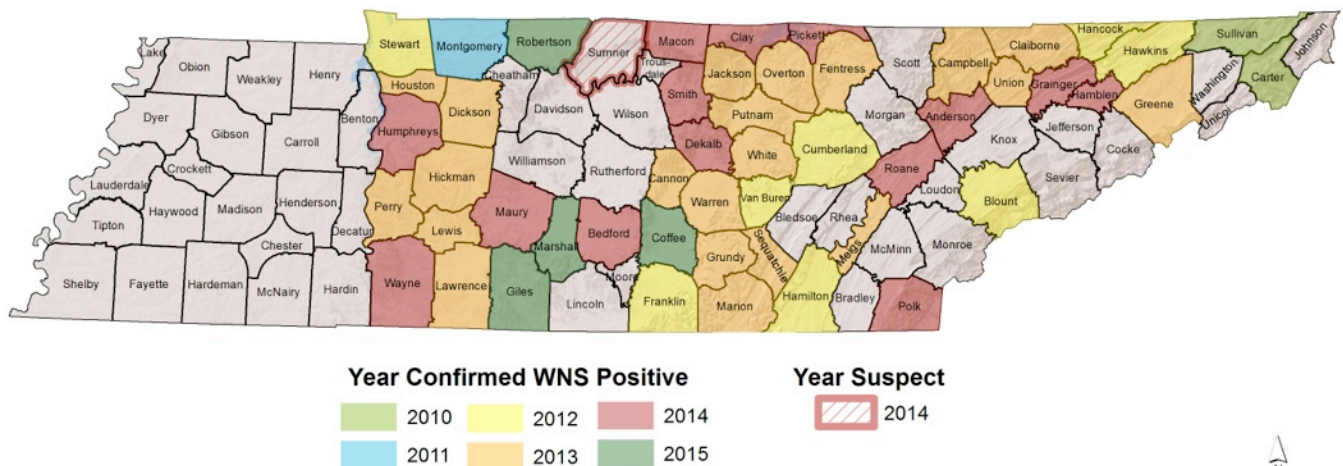 Lake
Obion
Weakley
Henry
Stewart
Montgomery
Robertson
Sumner
Macon
Clay
Pickett
Scott
Campbell
Claiborne
Hancock
Hawkins
Sullivan
Johnson
Carter
Washington
Unicoi
Greene
Hamblen
Grainger
Union
Anderson
Fentress
Overton
Jackson
Trous-
dale
Smith
Cheatham
Houston
Dickson
Davidson
Wilson
Dyer
Gibson
Carroll
Benton
Humphreys
Putnam
Dekalb
White
Cumberland
Morgan
Roane
Knox
Jefferson
Cocke
Sevier
Blount
Loudon
Lauderdale
Crockett
Haywood
Madison
Henderson
Decatur
Perry
Hickman
Williamson
Rutherford
Cannon
Warren
Van Buren
Bledsoe
Rhea
Meigs
McMinn
Monroe
Tipton
Chester
Lewis
Maury
Marshall
Bedford
Coffee
Grundy
Sequatchie
Shelby
Fayette
Hardeman
McNairy
Hardin
Wayne
Lawrence
Giles
Lincoln
Moore
Franklin
Marion
Hamilton
Bradley
Polk
Year Confirmed WNS Positive
2010
2012
2014
2011
2013
2015
Year Suspect
2014